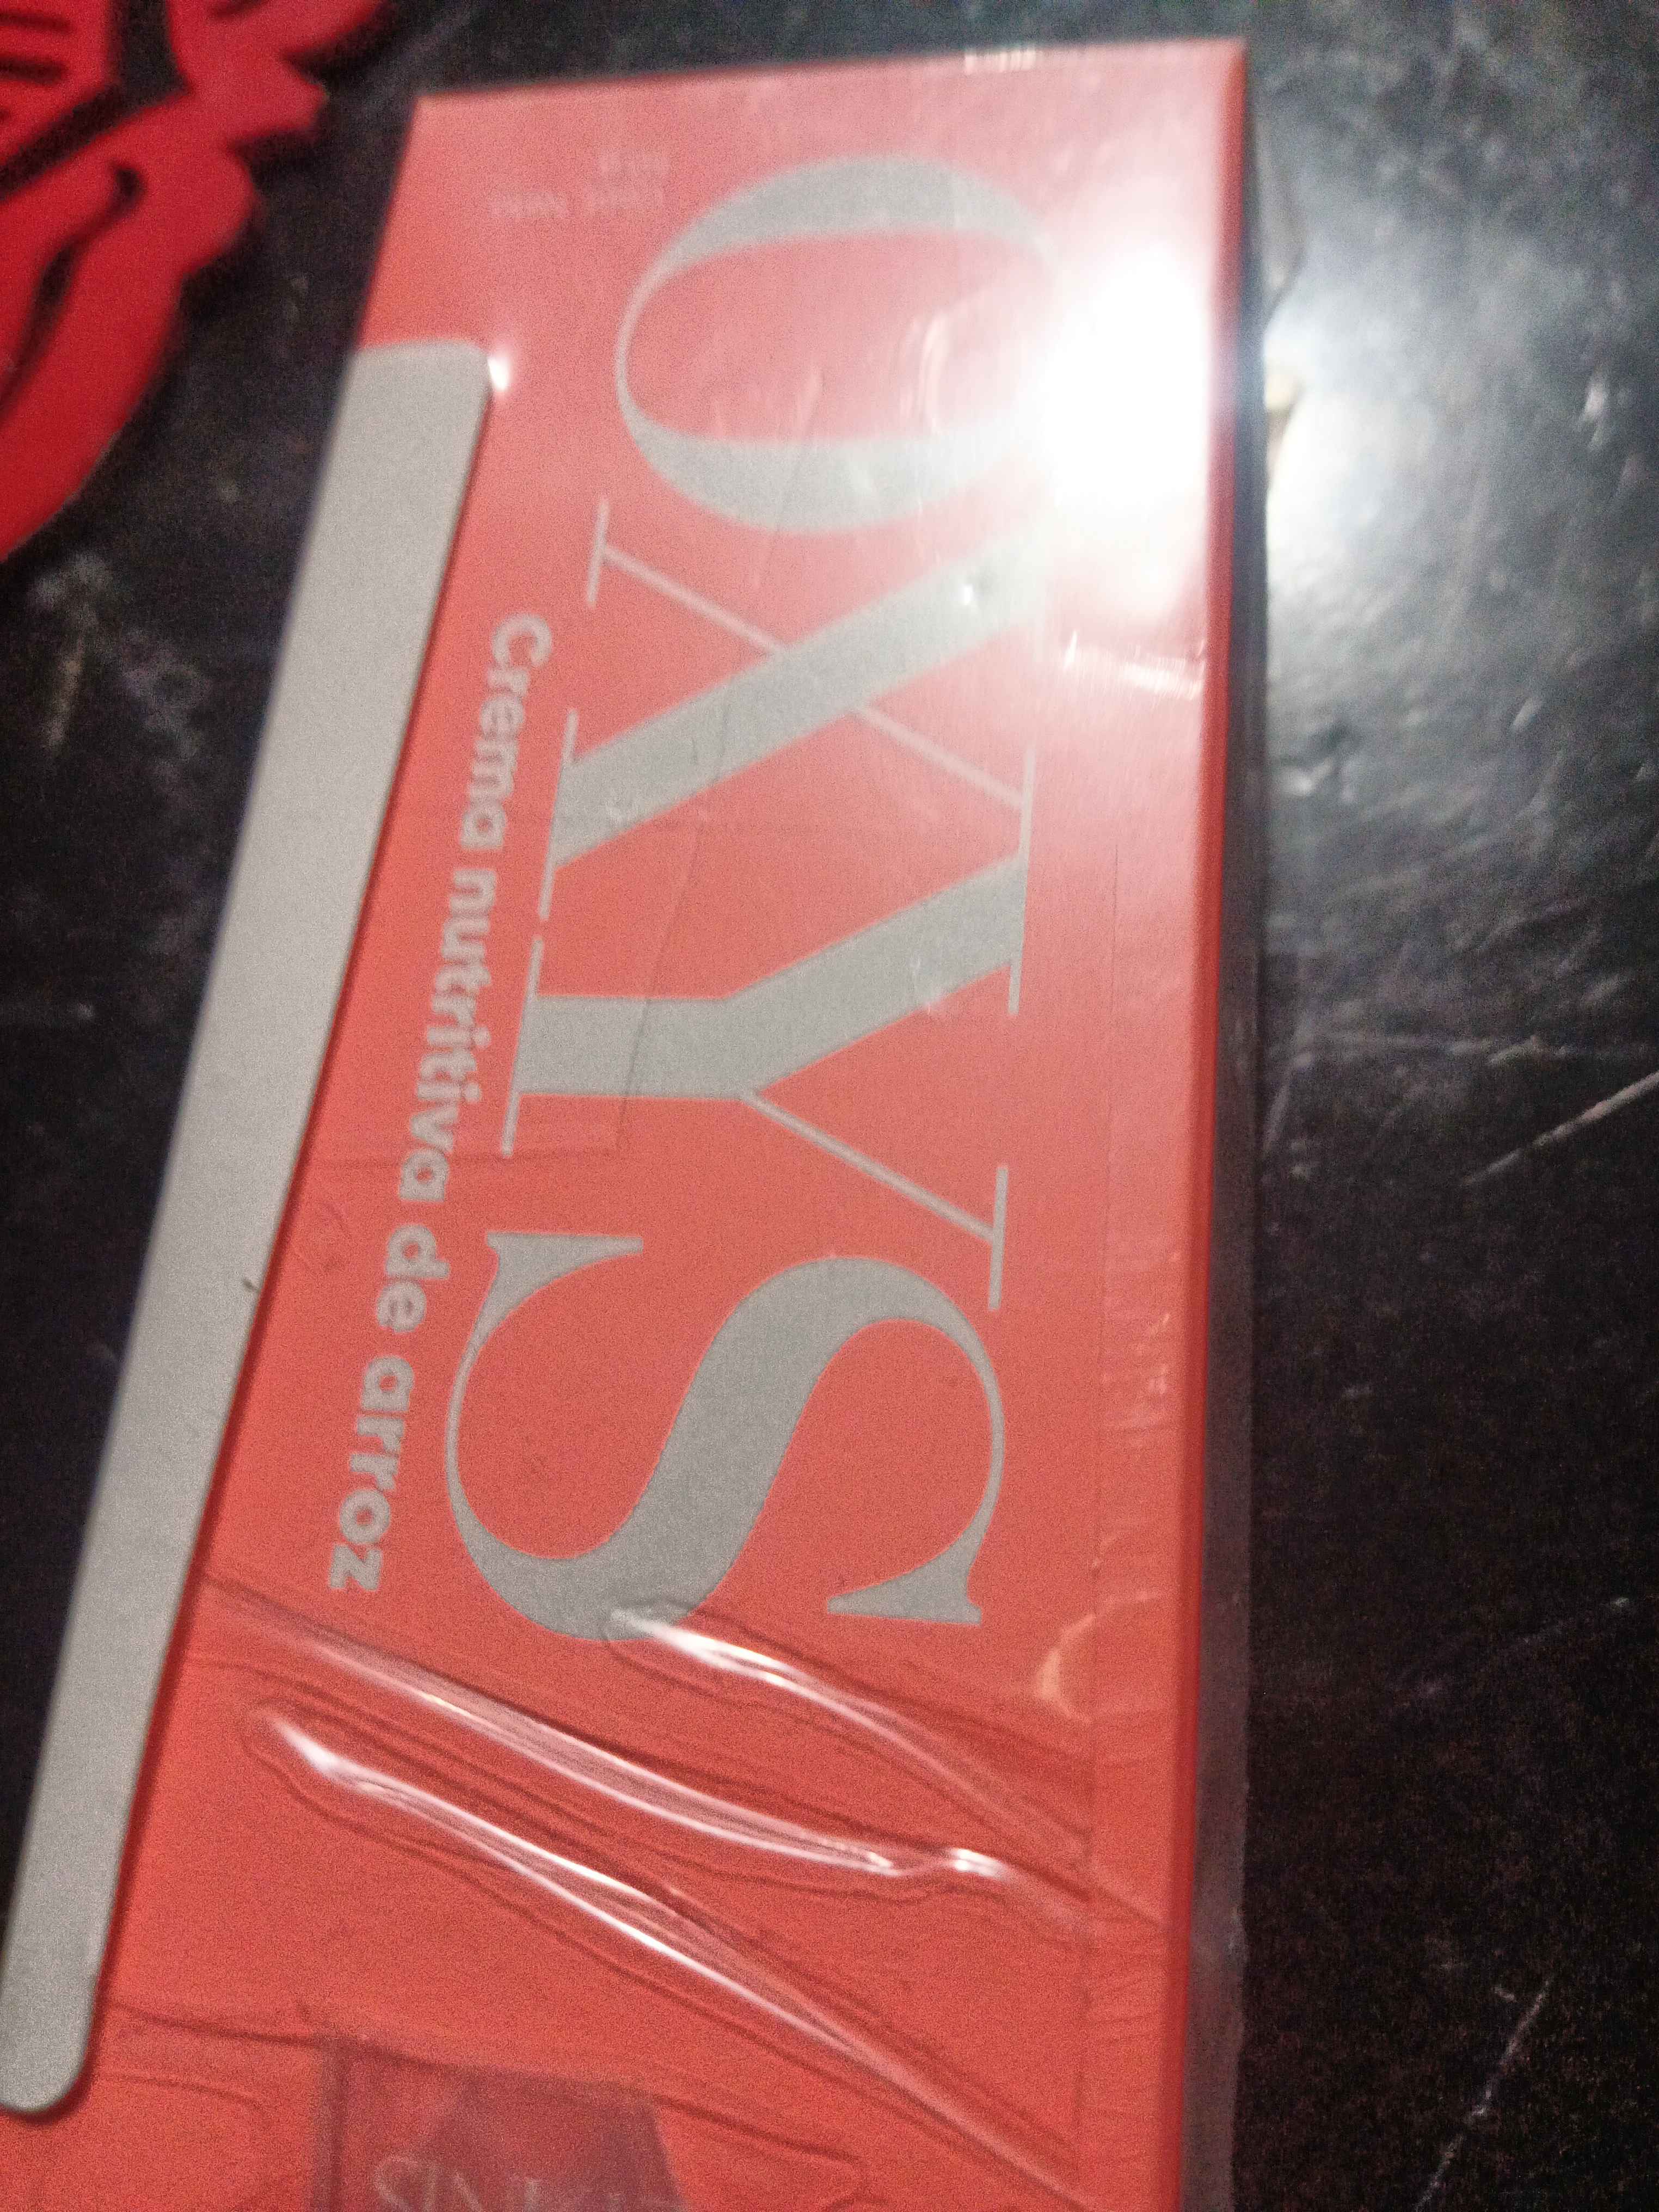 OXYS
Crema nutritiva de arroz